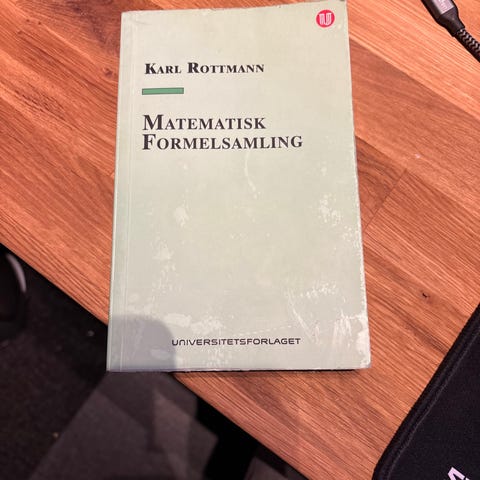 KARL ROTTMANN
MATEMATISK
FORMELSAMLING
UNIVERSITETSFORLAGET